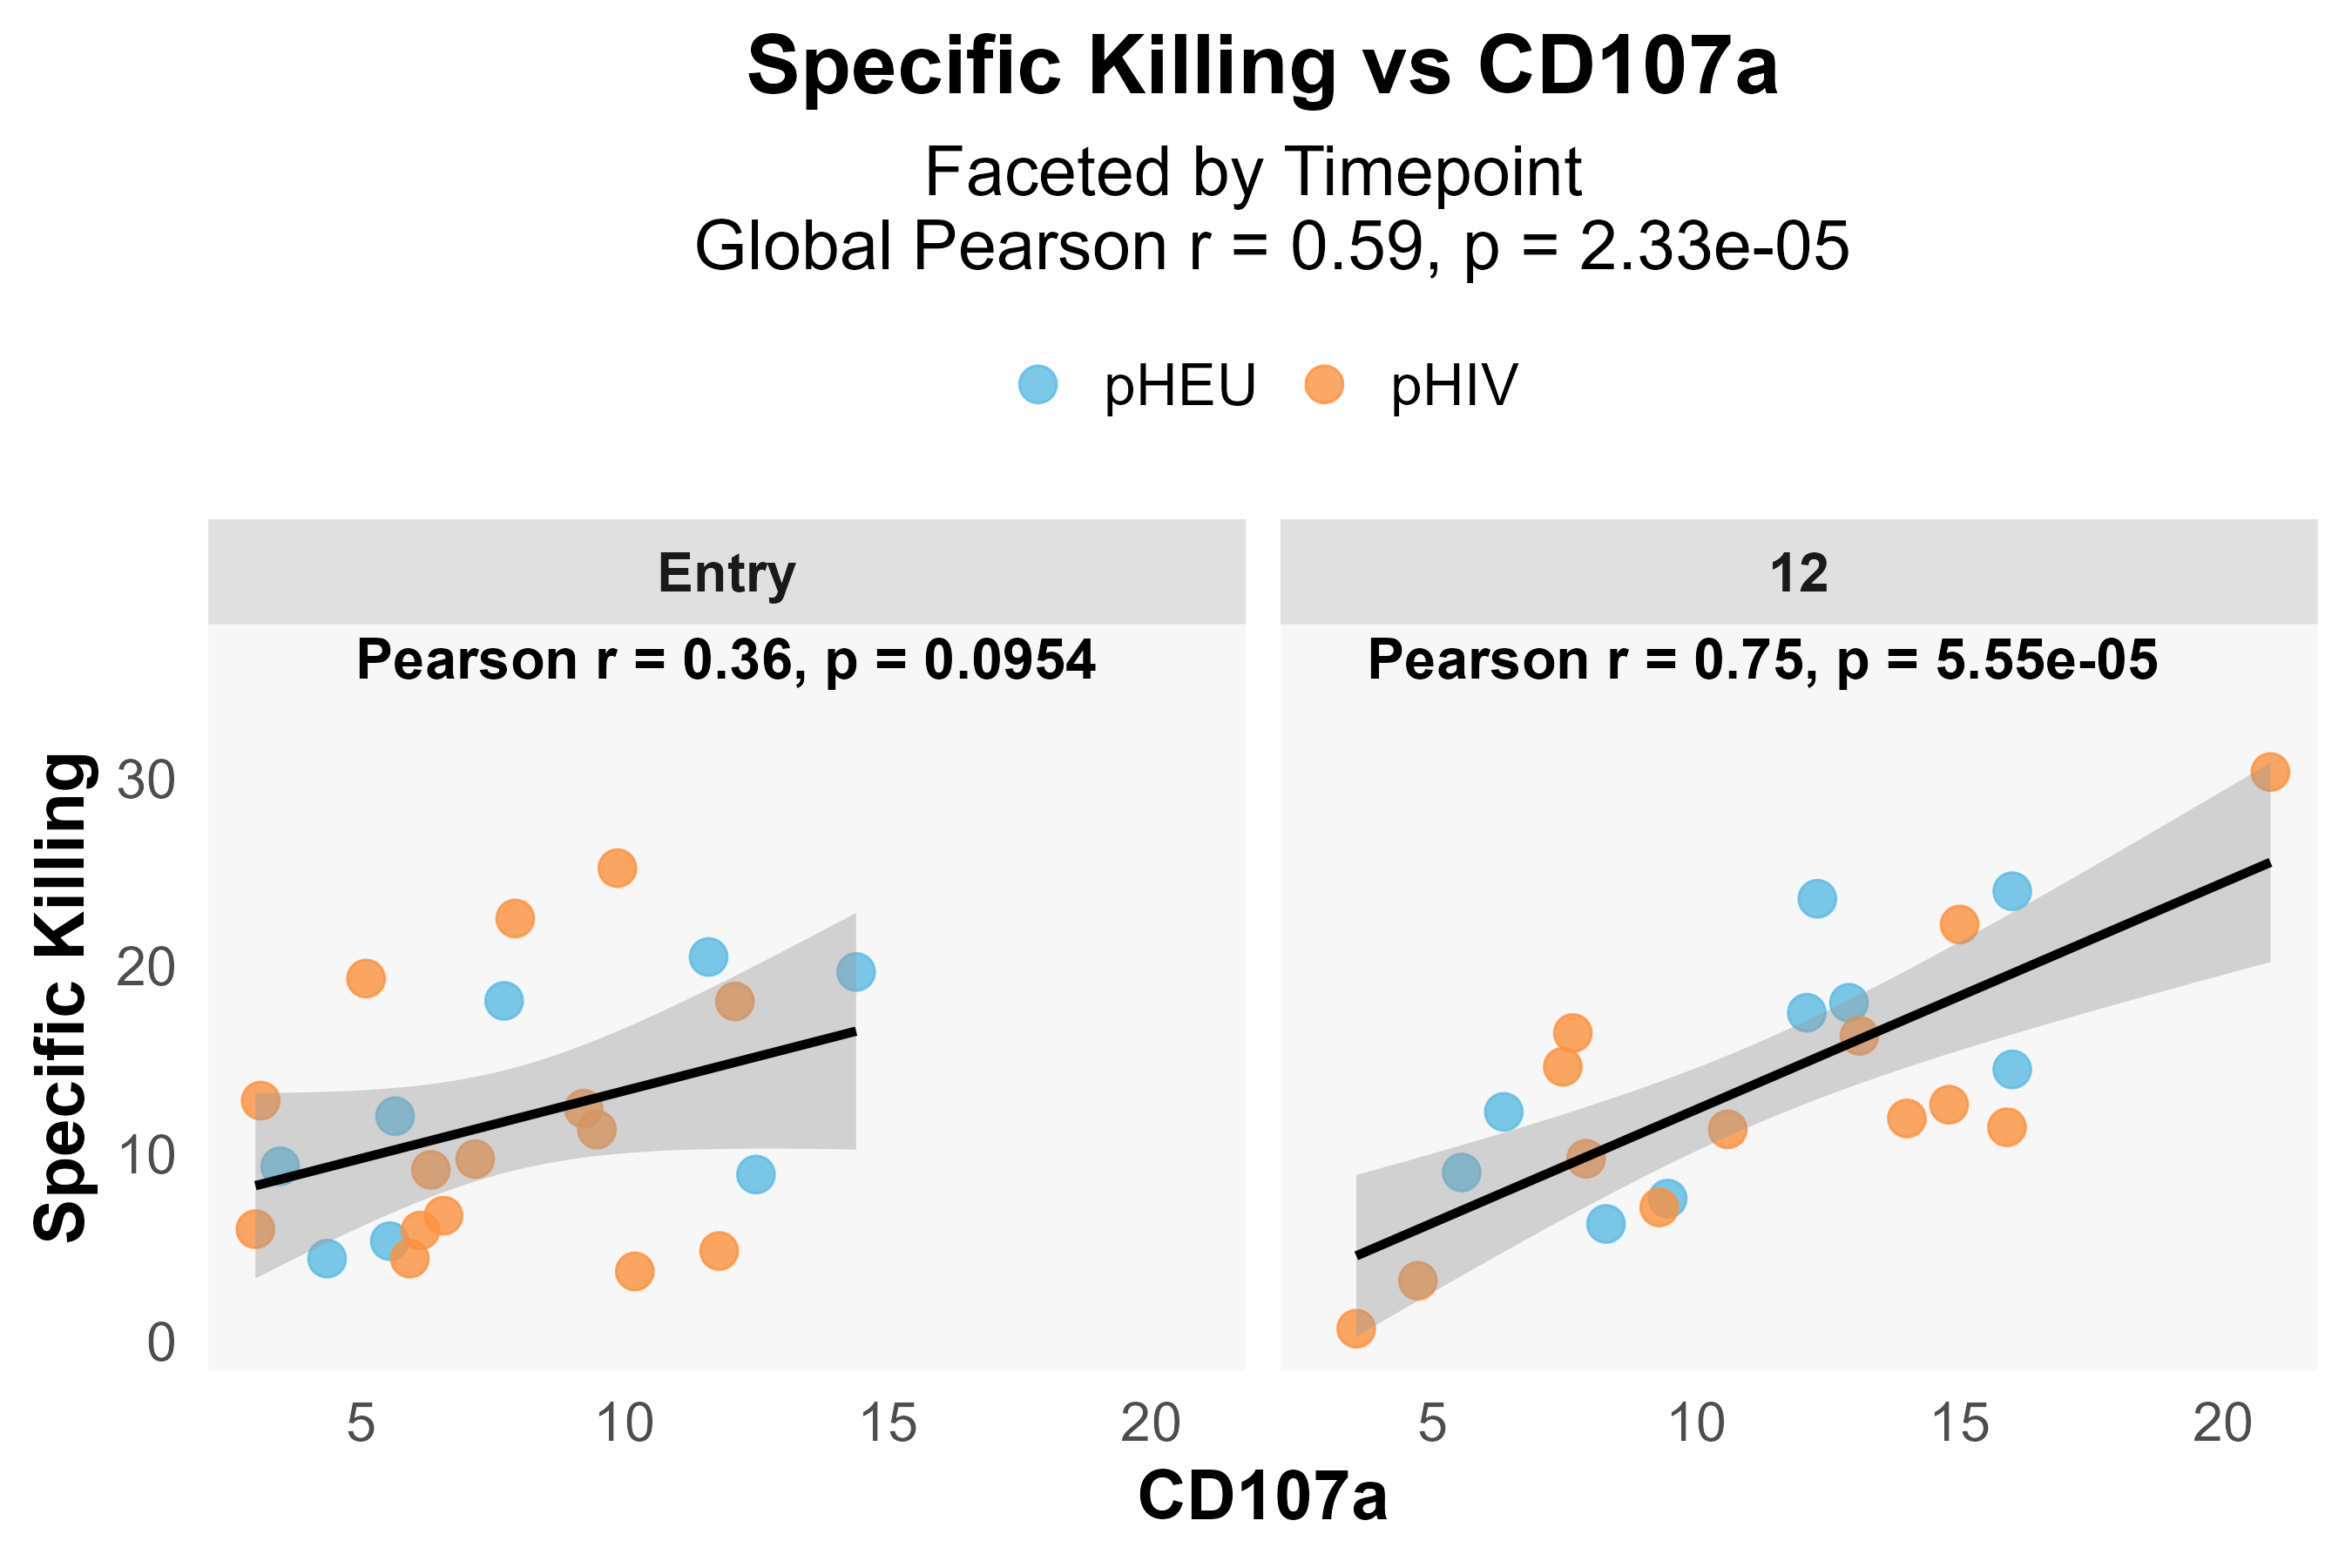 Specific Killing vs CD107a
Faceted by Timepoint
Global Pearson r = 0.59, p = 2.33e-05
pHEU
pHIV
Entry
12
Pearson r = 0.36, p = 0.0954
Pearson r = 0.75, p = 5.55e-05
Specific Killing
30
20
10
0
5 10 15 20
5 10 15 20
CD107a